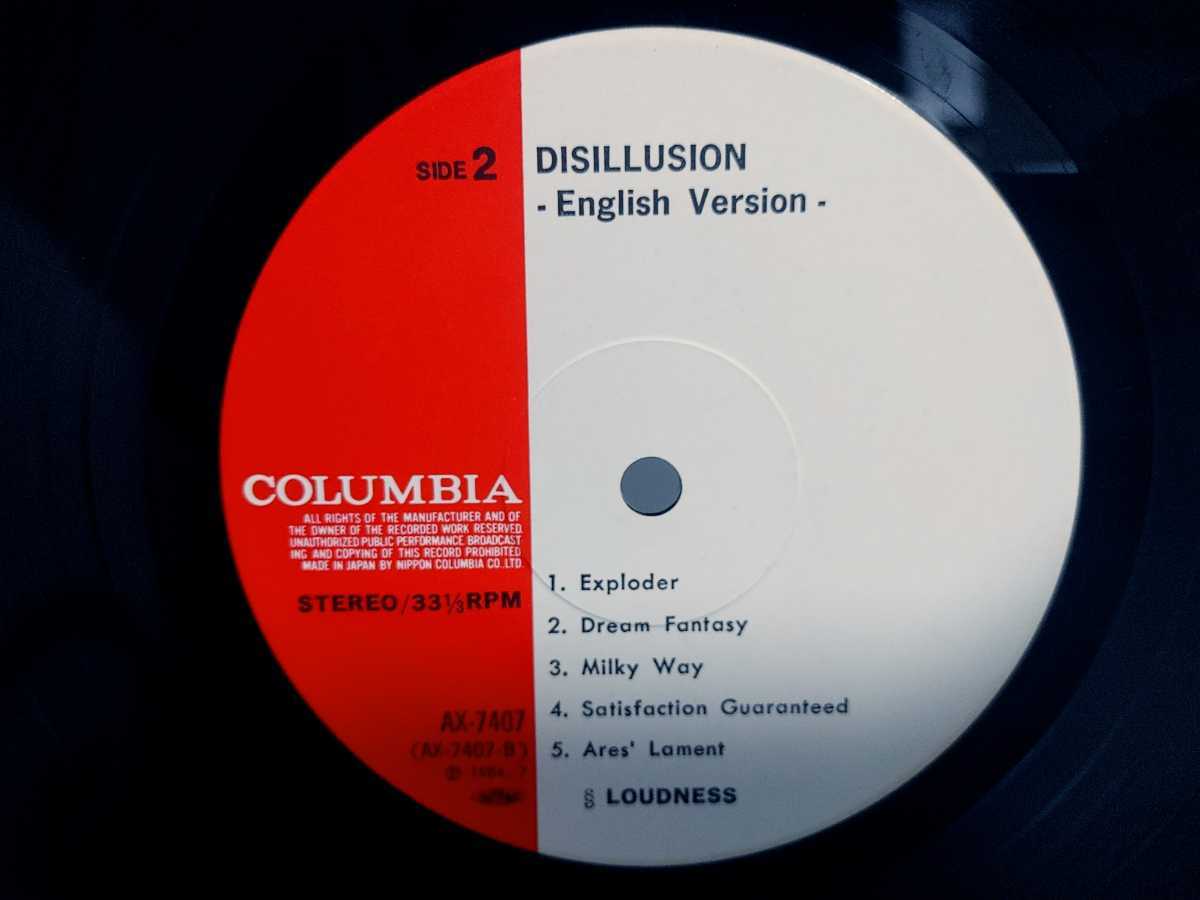 SIDE 2
DISILLUSION
- English Version -
COLUMBIA
ALL RIGHTS OF THE MANUFACTURER AND OF
THE OWNER OF THE RECORDED WORK RESERVED.
UNAUTHORIZED PUBLIC PERFORMANCE BROADCAST
ING AND COPYING OF THIS RECORD PROHIBITED
MADE IN JAPAN BY NIPPON COLUMBIA CO. LTD.
STEREO/33⅓RPM
AX-7407
(AX-7407-B)
℗ 1984. 7
1. Exploder
2. Dream Fantasy
3. Milky Way
4. Satisfaction Guaranteed
5. Ares' Lament
§ LOUDNESS